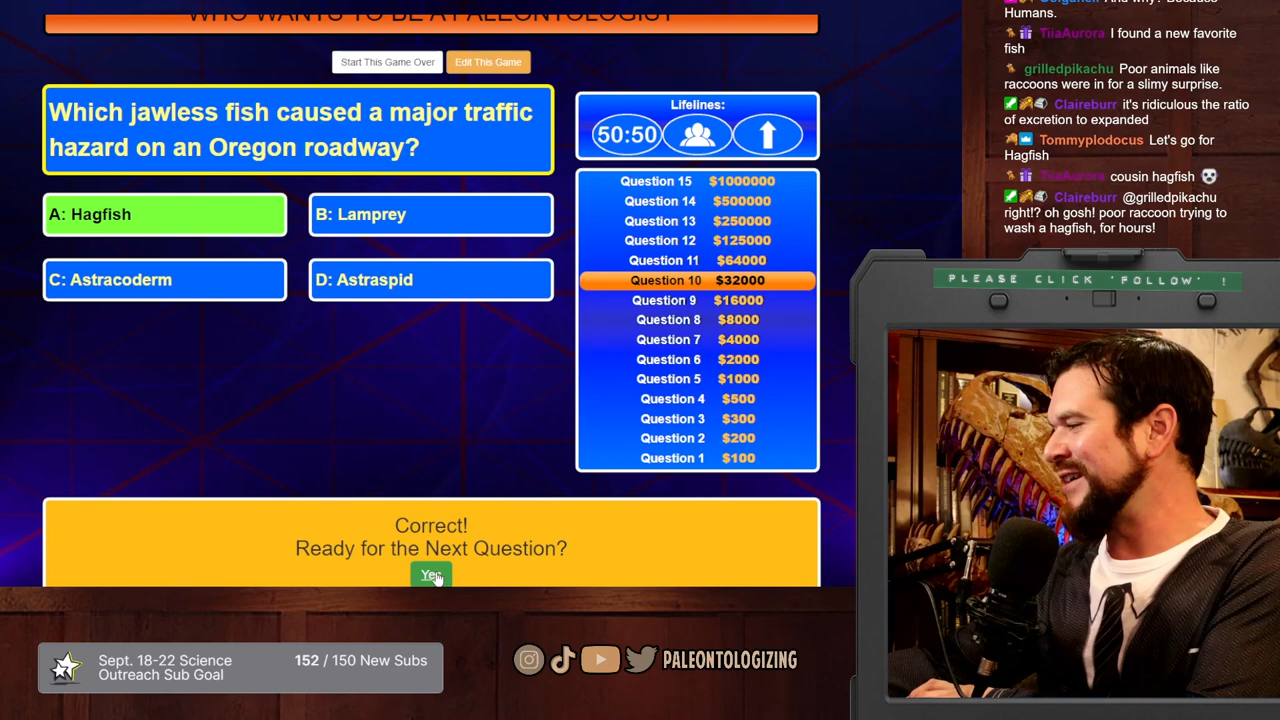 WHO WANTS TO BE A PALEONTOLOGIST
Start This Game Over
Edit This Game
Which jawless fish caused a major traffic
hazard on an Oregon roadway?
A: Hagfish
B: Lamprey
C: Astracoderm
D: Astraspid
Lifelines:
50:50
Question 15 $1000000
Question 14 $500000
Question 13 $250000
Question 12 $125000
Question 11 $64000
Question 10 $32000
Question 9 $16000
Question 8 $8000
Question 7 $4000
Question 6 $2000
Question 5 $1000
Question 4 $500
Question 3 $300
Question 2 $200
Question 1 $100
Correct!
Ready for the Next Question?
Yes
Humans.
TiiaAurora I found a new favorite
fish
grilledpikachu Poor animals like
raccoons were in for a slimy surprise.
Claireburr it's ridiculous the ratio
of excretion to expanded
Tommyplodocus Let's go for
Hagfish
TiiaAurora cousin hagfish
Claireburr @grilledpikachu
right!? oh gosh! poor raccoon trying to
wash a hagfish, for hours!
PLEASE CLICK "FOLLOW" !
Sept. 18-22 Science
Outreach Sub Goal
152 / 150 New Subs
PALEONTOLOGIZING